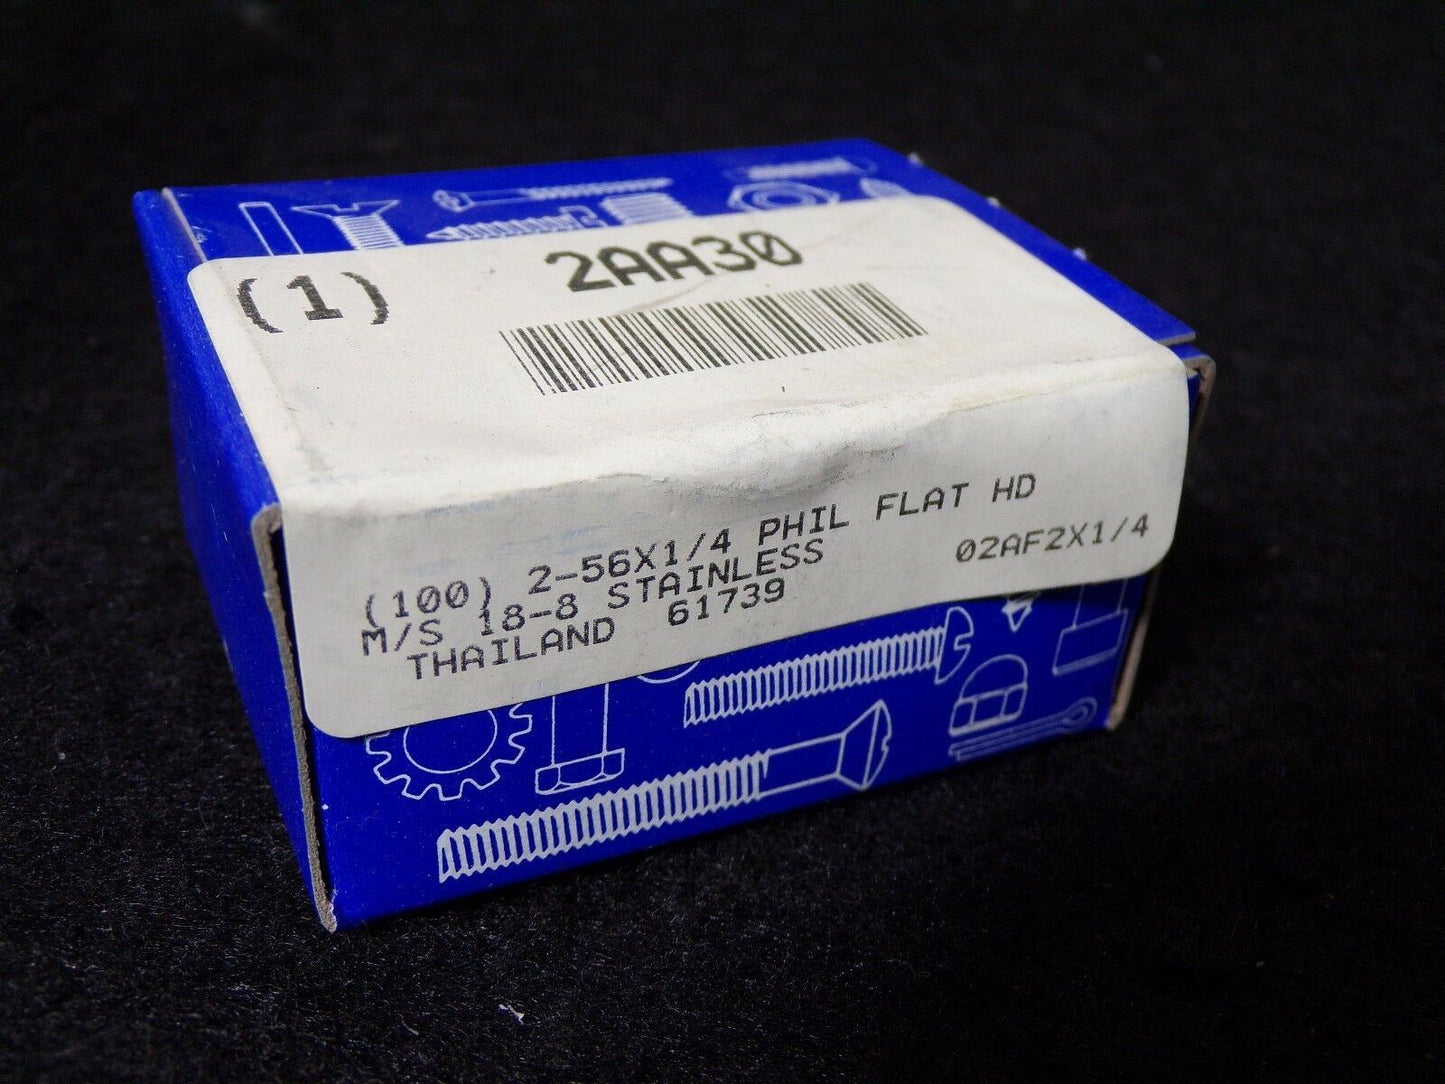 (1) 2AA30
(100) 2-56X1/4 PHIL FLAT HD
M/S 18-8 STAINLESS 02AF2X1/4
THAILAND 61739